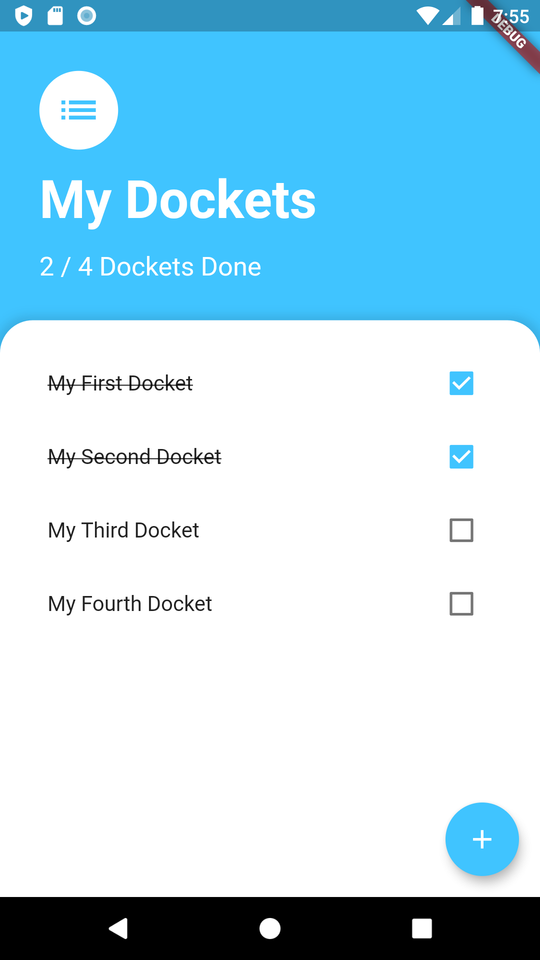 7:55
DEBUG
My Dockets
2 / 4 Dockets Done
My First Docket
My Second Docket
My Third Docket
My Fourth Docket